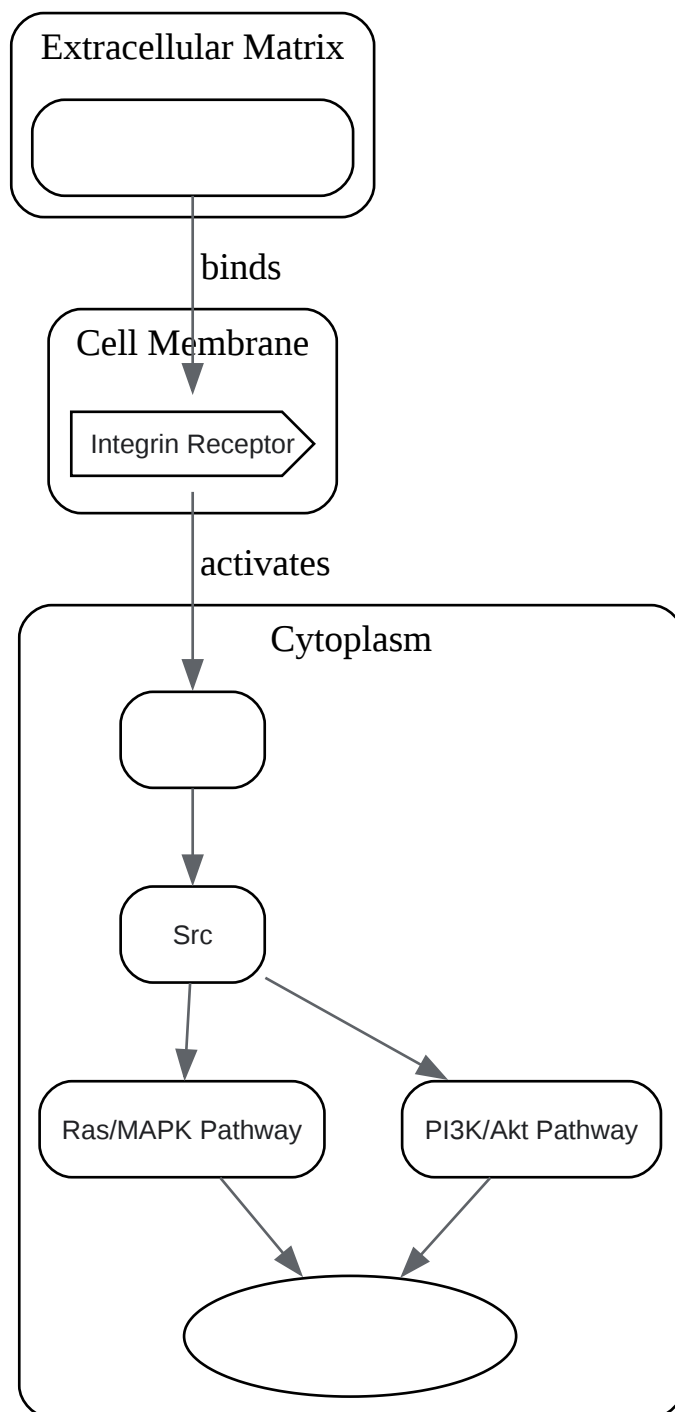 Extracellular Matrix
binds
Cell Membrane
Integrin Receptor
activates
Cytoplasm
Src
Ras/MAPK Pathway
PI3K/Akt Pathway